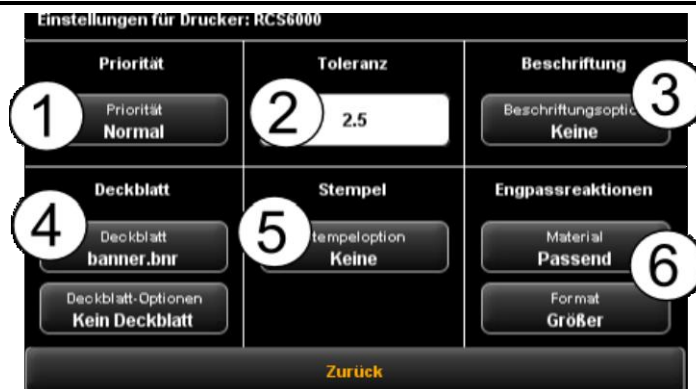 Einstellungen für Drucker: RCS6000
Priorität
Toleranz
Beschriftung
1
Priorität
Normal
2
2.5
3
Beschriftungsoptio
Keine
Deckblatt
Stempel
Engpassreaktionen
4
Deckblatt
banner.bnr
5
tempeloption
Keine
Material
Passend
6
Deckblatt-Optionen
Kein Deckblatt
Format
Größer
Zurück